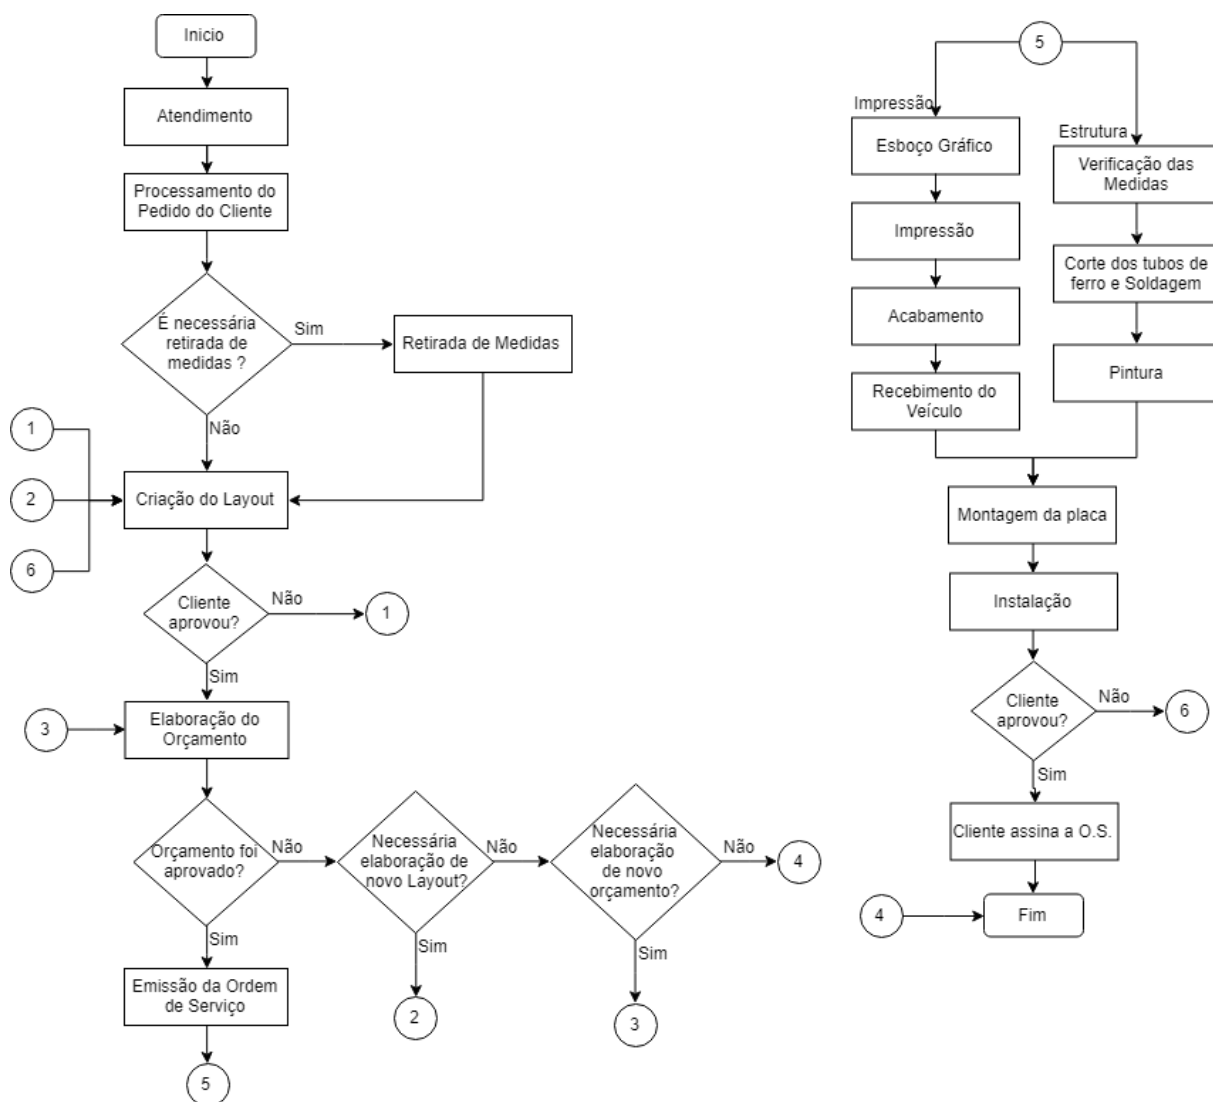 Inicio
Atendimento
Processamento do
Pedido do Cliente
É necessária
retirada de
medidas ?
Sim
Retirada de Medidas
Não
1
2
6
Criação do Layout
Cliente
aprovou?
Não
1
Sim
3
Elaboração do
Orçamento
Orçamento foi
aprovado?
Não
Necessária
elaboração de
novo Layout?
Não
Necessária
elaboração
de novo
orçamento?
Não
4
Sim
Sim
Sim
Emissão da Ordem
de Serviço
2
3
5
5
Impressão
Esboço Gráfico
Impressão
Acabamento
Recebimento do
Veículo
Estrutura
Verificação das
Medidas
Corte dos tubos de
ferro e Soldagem
Pintura
Montagem da placa
Instalação
Cliente
aprovou?
Não
6
Sim
Cliente assina a O.S.
4
Fim